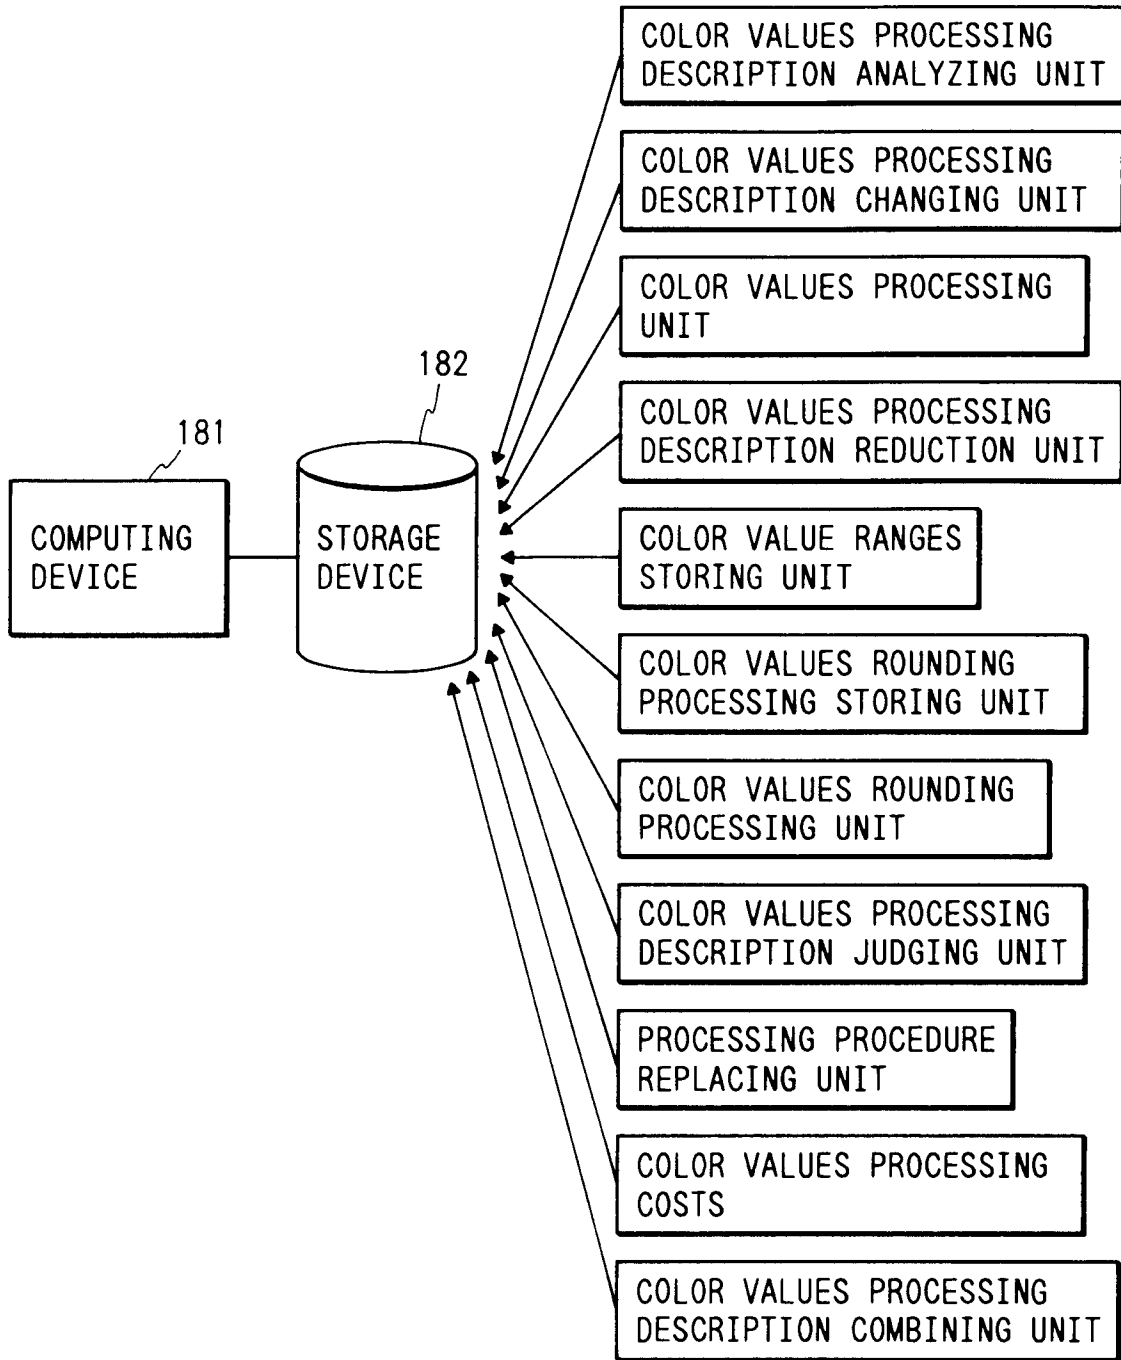 COLOR VALUES PROCESSING
DESCRIPTION ANALYZING UNIT
COLOR VALUES PROCESSING
DESCRIPTION CHANGING UNIT
COLOR VALUES PROCESSING
UNIT
182
COLOR VALUES PROCESSING
DESCRIPTION REDUCTION UNIT
181
COMPUTING
DEVICE
STORAGE
DEVICE
COLOR VALUE RANGES
STORING UNIT
COLOR VALUES ROUNDING
PROCESSING STORING UNIT
COLOR VALUES ROUNDING
PROCESSING UNIT
COLOR VALUES PROCESSING
DESCRIPTION JUDGING UNIT
PROCESSING PROCEDURE
REPLACING UNIT
COLOR VALUES PROCESSING
COSTS
COLOR VALUES PROCESSING
DESCRIPTION COMBINING UNIT